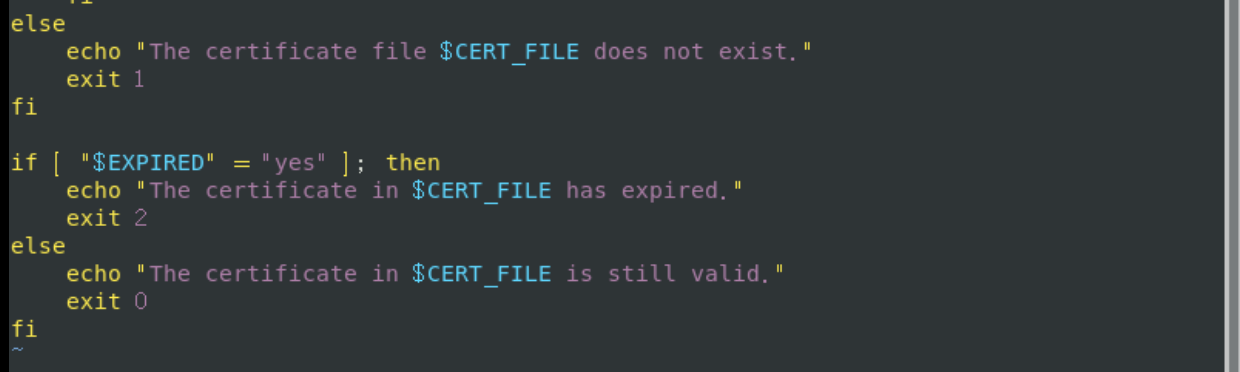 fi
else
    echo "The certificate file $CERT_FILE does not exist."
    exit 1
fi

if [ "$EXPIRED" = "yes" ]; then
    echo "The certificate in $CERT_FILE has expired."
    exit 2
else
    echo "The certificate in $CERT_FILE is still valid."
    exit 0
fi
~